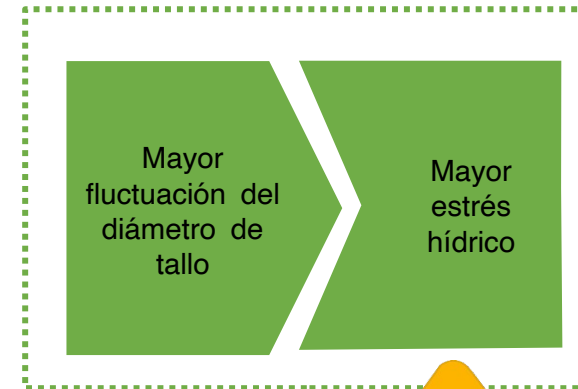 Mayor
fluctuación del
diámetro de
tallo
Mayor
estrés
hídrico